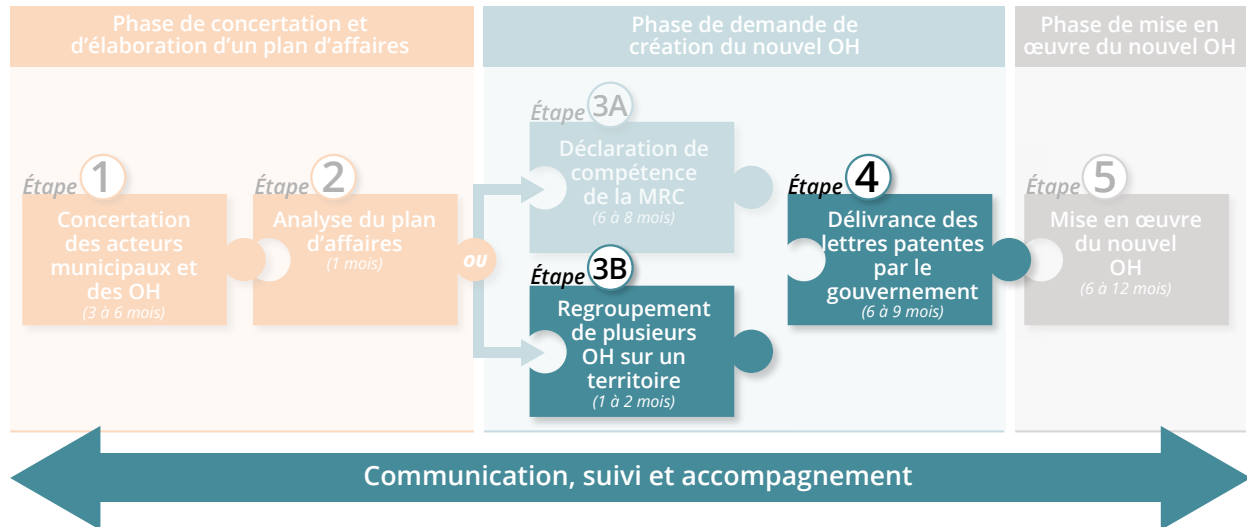 Phase de concertation et
d'élaboration d'un plan d'affaires
Phase de demande de
création du nouvel OH
Phase de mise en
œuvre du nouvel OH
Étape 1
Concertation
des acteurs
municipaux et
des OH
(3 à 6 mois)
Étape 2
Analyse du plan
d'affaires
(1 mois)
OU
Étape 3A
Déclaration de
compétence
de la MRC
(6 à 8 mois)
Étape 3B
Regroupement
de plusieurs
OH sur un
territoire
(1 à 2 mois)
Étape 4
Délivrance des
lettres patentes
par le
gouvernement
(6 à 9 mois)
Étape 5
Mise en œuvre
du nouvel
OH
(6 à 12 mois)
Communication, suivi et accompagnement